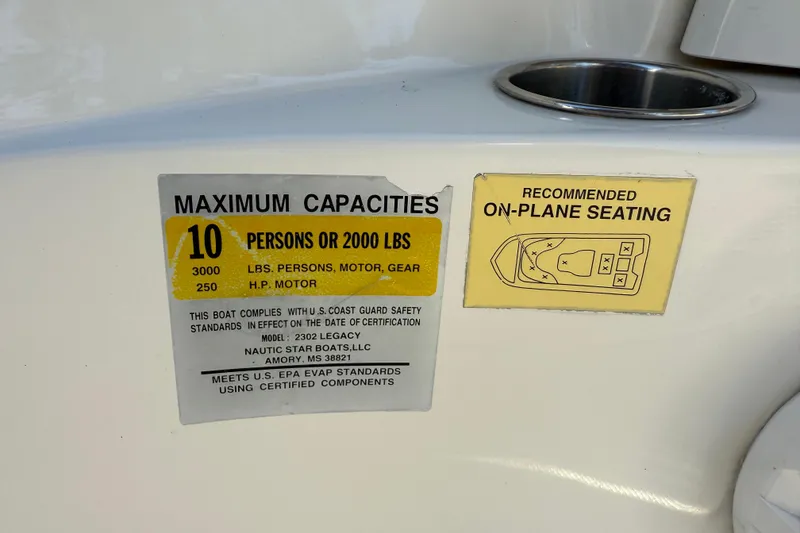 MAXIMUM CAPACITIES
10 PERSONS OR 2000 LBS
3000 LBS. PERSONS, MOTOR, GEAR
250 H.P. MOTOR
THIS BOAT COMPLIES WITH U.S. COAST GUARD SAFETY
STANDARDS IN EFFECT ON THE DATE OF CERTIFICATION
MODEL: 2302 LEGACY
NAUTIC STAR BOATS,LLC
AMORY, MS 38821
MEETS U.S. EPA EVAP STANDARDS
USING CERTIFIED COMPONENTS
RECOMMENDED
ON-PLANE SEATING